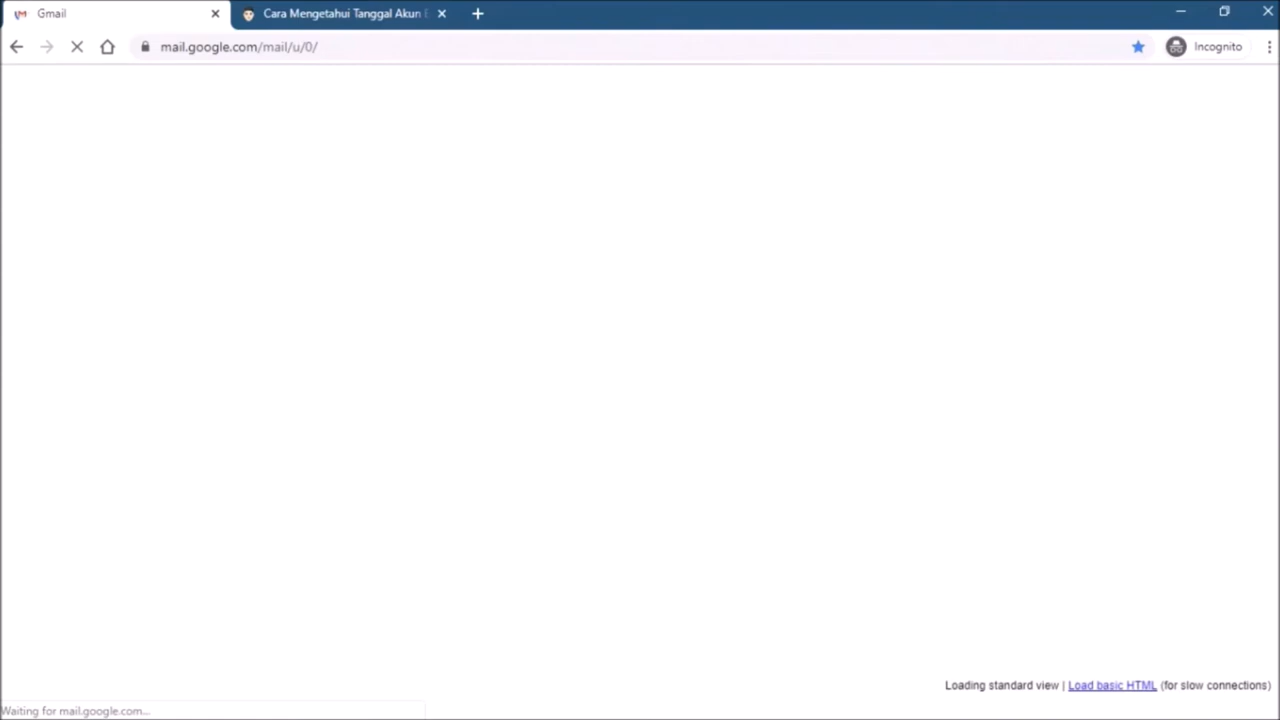 Gmail
Cara Mengetahui Tanggal Akun
mail.google.com/mail/u/0/
Incognito
Loading standard view | Load basic HTML (for slow connections)
Waiting for mail.google.com...